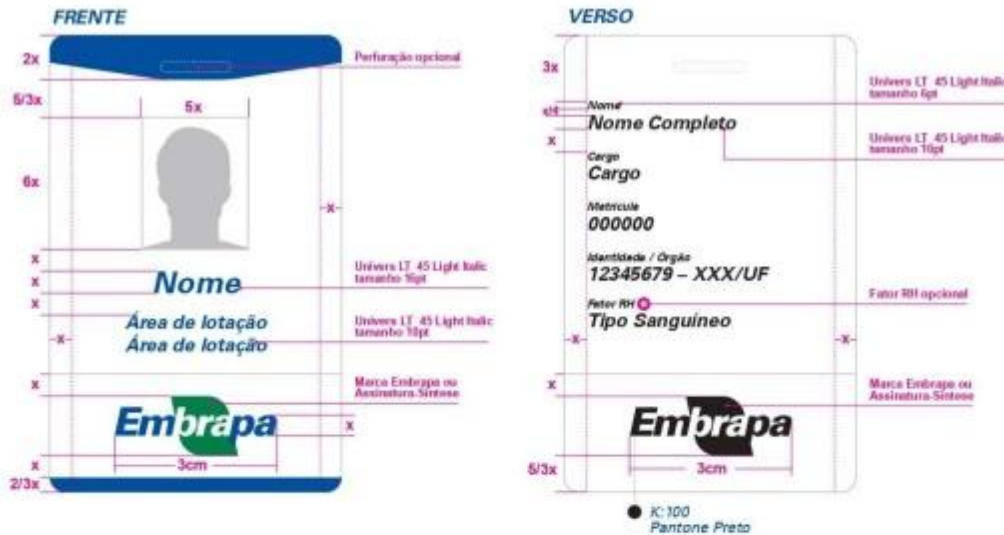 FRENTE
2x
Perfuração opcional
5/3x
5x
6x
x
x
Univers LT 45 Light Italic
tamanho 16pt
x
Nome
x
Univers LT 45 Light Italic
tamanho 10pt
Área de lotação
Área de lotação
x
x
Marca Embrapa ou
Assinatura-Síntese
Embrapa
x
3cm
x
2/3x
VERSO
3x
Univers LT 45 Light Italic
tamanho 6pt
Nome
Nome Completo
x
Univers LT 45 Light Italic
tamanho 10pt
Cargo
Cargo
Matrícula
000000
Identidade / Órgão
12345679 – XXX/UF
Fator RH
Fator RH opcional
Tipo Sanguíneo
x
x
x
Marca Embrapa ou
Assinatura-Síntese
Embrapa
3cm
5/3x
K:100
Pantone Preto